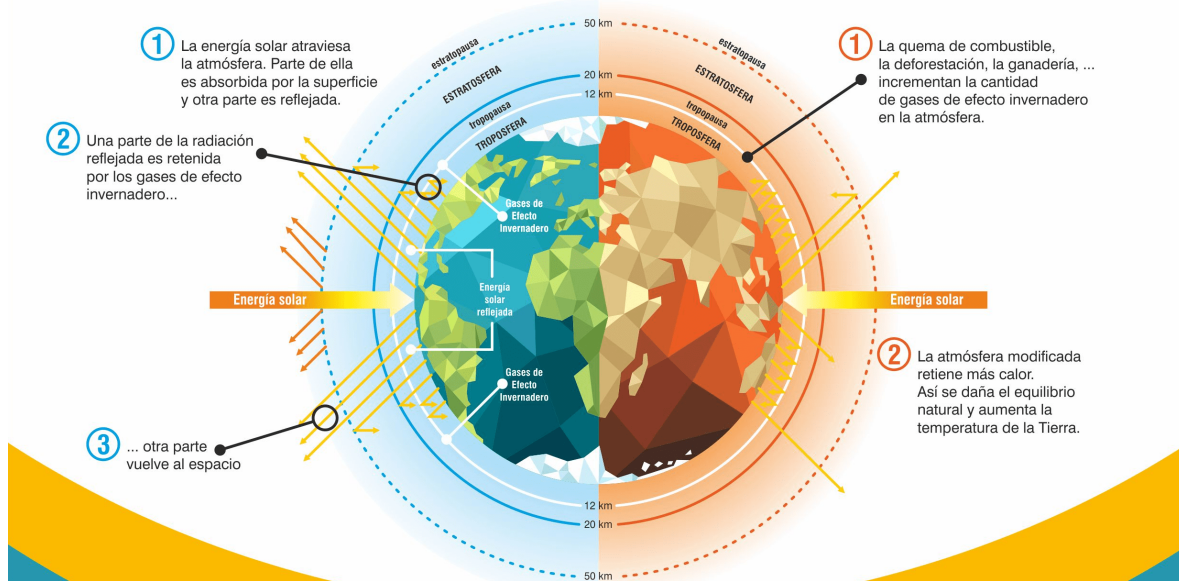 1
La energía solar atraviesa
la atmósfera. Parte de ella
es absorbida por la superficie
y otra parte es reflejada.
2
Una parte de la radiación
reflejada es retenida
por los gases de efecto
invernadero...
3
... otra parte
vuelve al espacio
Energía solar
50 km
20 km
12 km
estratopausa
ESTRATOSFERA
tropopausa
TROPOSFERA
Gases de
Efecto
Invernadero
Energía
solar
reflejada
Gases de
Efecto
Invernadero
estratopausa
ESTRATOSFERA
tropopausa
TROPOSFERA
12 km
20 km
50 km
1
La quema de combustible,
la deforestación, la ganadería, ...
incrementan la cantidad
de gases de efecto invernadero
en la atmósfera.
Energía solar
2
La atmósfera modificada
retiene más calor.
Así se daña el equilibrio
natural y aumenta la
temperatura de la Tierra.